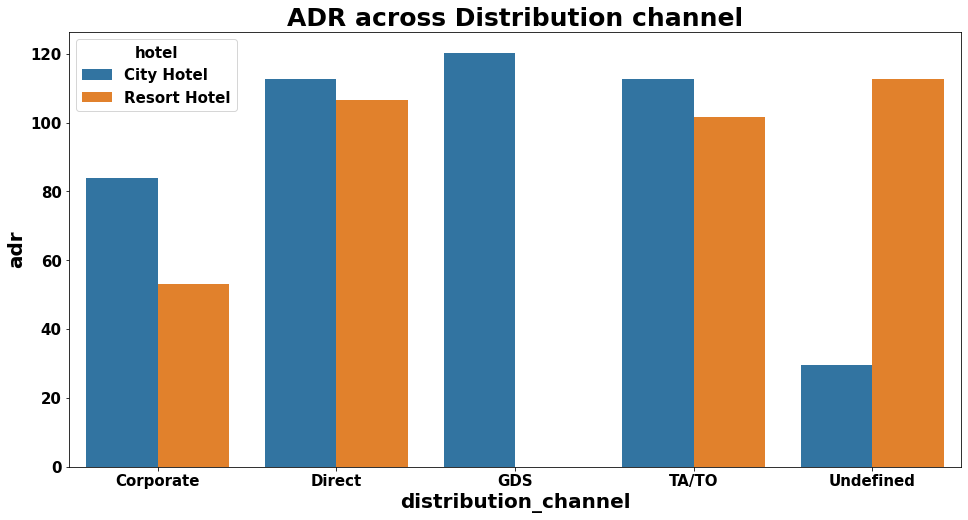 ADR across Distribution channel
hotel
City Hotel
Resort Hotel
adr
120
100
80
60
40
20
0
Corporate Direct GDS TA/TO Undefined
distribution_channel